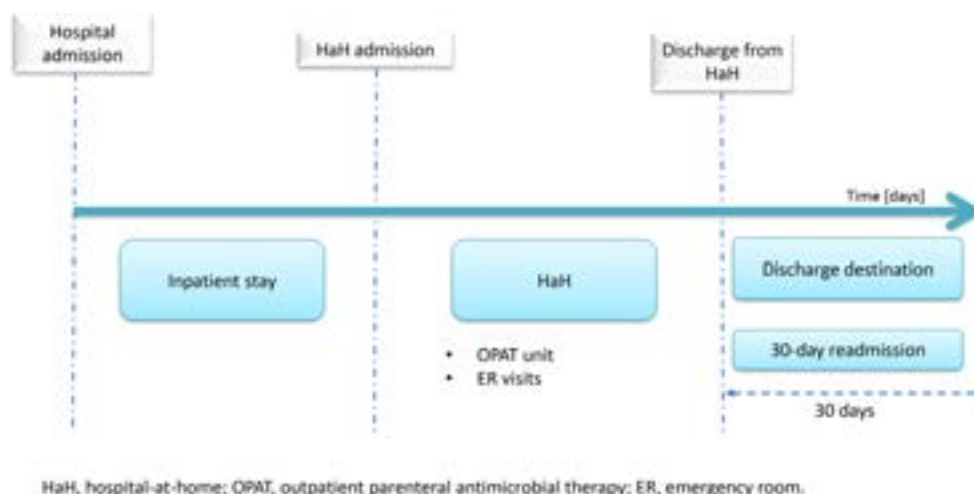 Hospital
admission
HaH admission
Discharge from
HaH
Time [days]
Inpatient stay
HaH
Discharge destination
• OPAT unit
• ER visits
30-day readmission
30 days
HaH, hospital-at-home; OPAT, outpatient parenteral antimicrobial therapy; ER, emergency room.